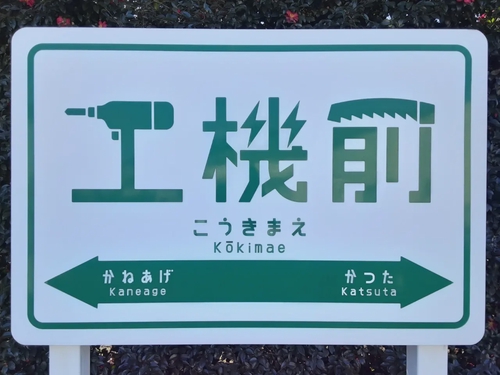 工機前
こうきまえ
Kōkimae
かねあげ かつた
Kaneage Katsuta